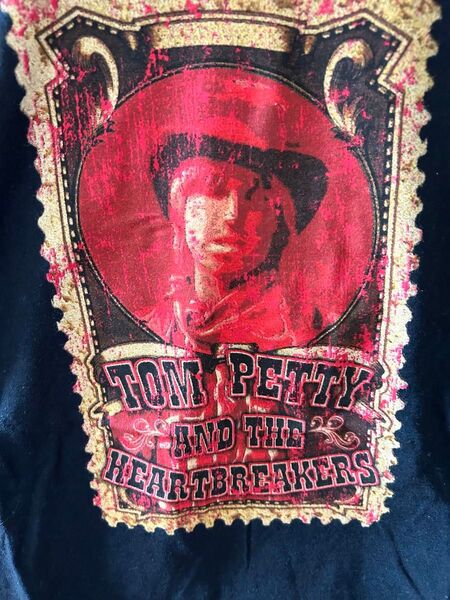 TOM PETTY
AND THE
HEARTBREAKERS